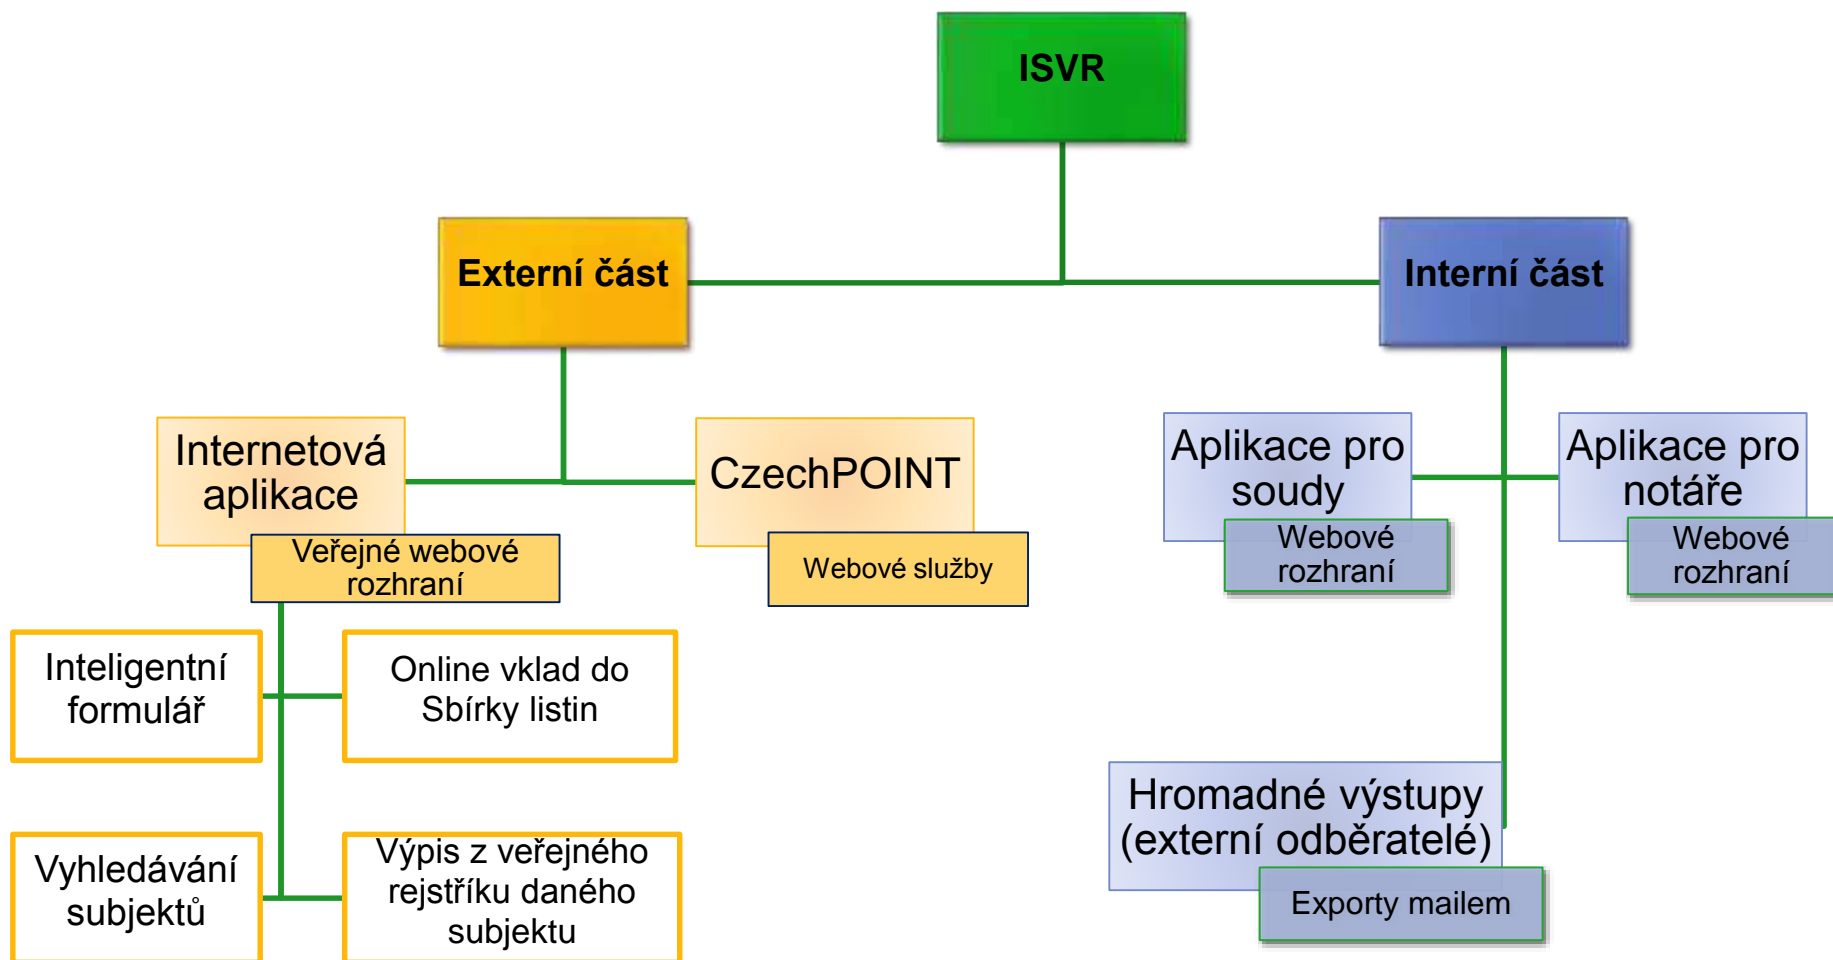 ISVR
Externí část
Interní část
Internetová
aplikace
Veřejné webové
rozhraní
CzechPOINT
Webové služby
Aplikace pro
soudy
Webové
rozhraní
Aplikace pro
notáře
Webové
rozhraní
Inteligentní
formulář
Online vklad do
Sbírky listin
Vyhledávání
subjektů
Výpis z veřejného
rejstříku daného
subjektu
Hromadné výstupy
(externí odběratelé)
Exporty mailem